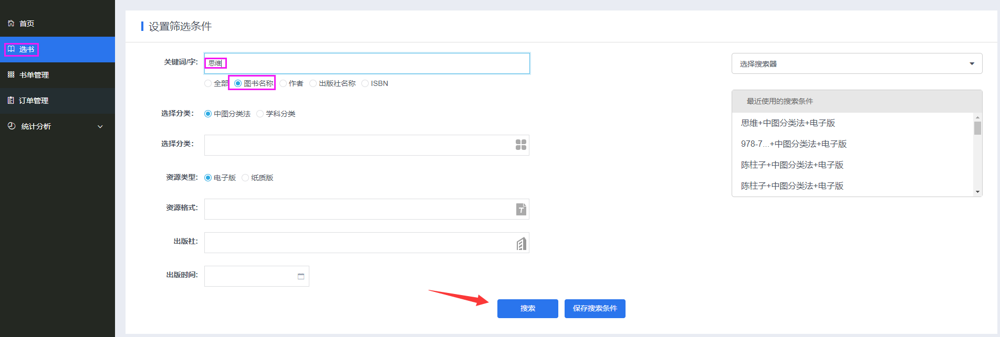 首页
选书
书单管理
订单管理
统计分析
设置筛选条件
关键词/字:
思维
全部 图书名称 作者 出版社名称 ISBN
选择分类:
中图分类法 学科分类
选择分类:
资源类型:
电子版 纸质版
资源格式:
T
出版社:
出版时间:
搜索
保存搜索条件
选择搜索器
最近使用的搜索条件
思维+中图分类法+电子版
978-7...+中图分类法+电子版
陈柱子+中图分类法+电子版
陈柱子+中图分类法+电子版